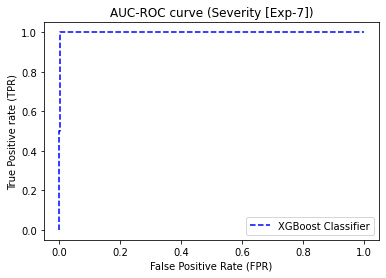 AUC-ROC curve (Severity [Exp-7])
True Positive rate (TPR)
1.0
0.8
0.6
0.4
0.2
0.0
XGBoost Classifier
0.0 0.2 0.4 0.6 0.8 1.0
False Positive Rate (FPR)